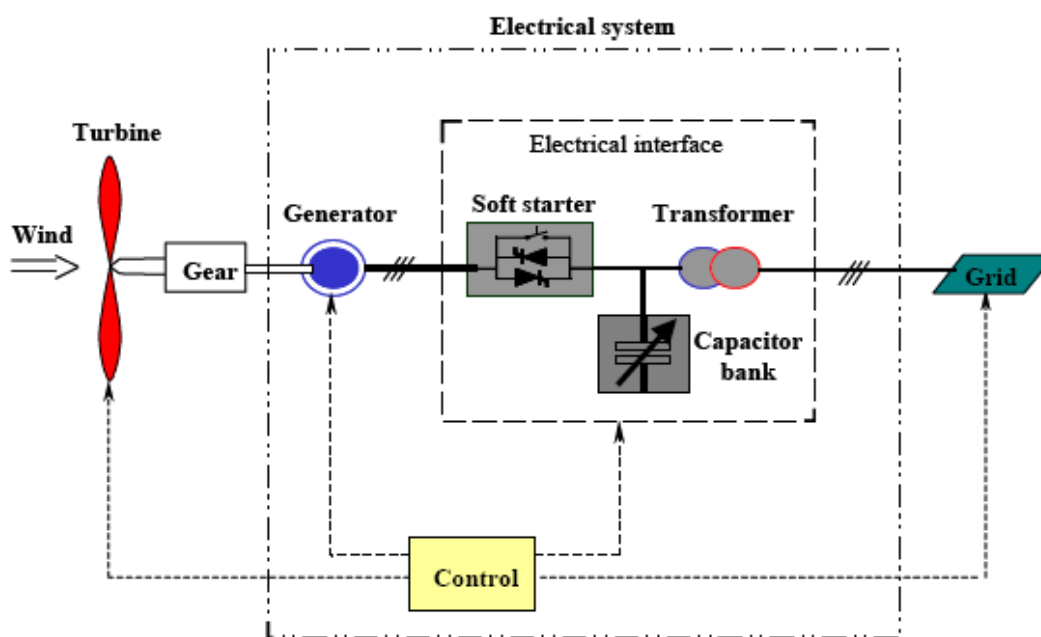 Electrical system
Turbine
Electrical interface
Generator
Soft starter
Transformer
Wind
Gear
Grid
Capacitor
bank
Control